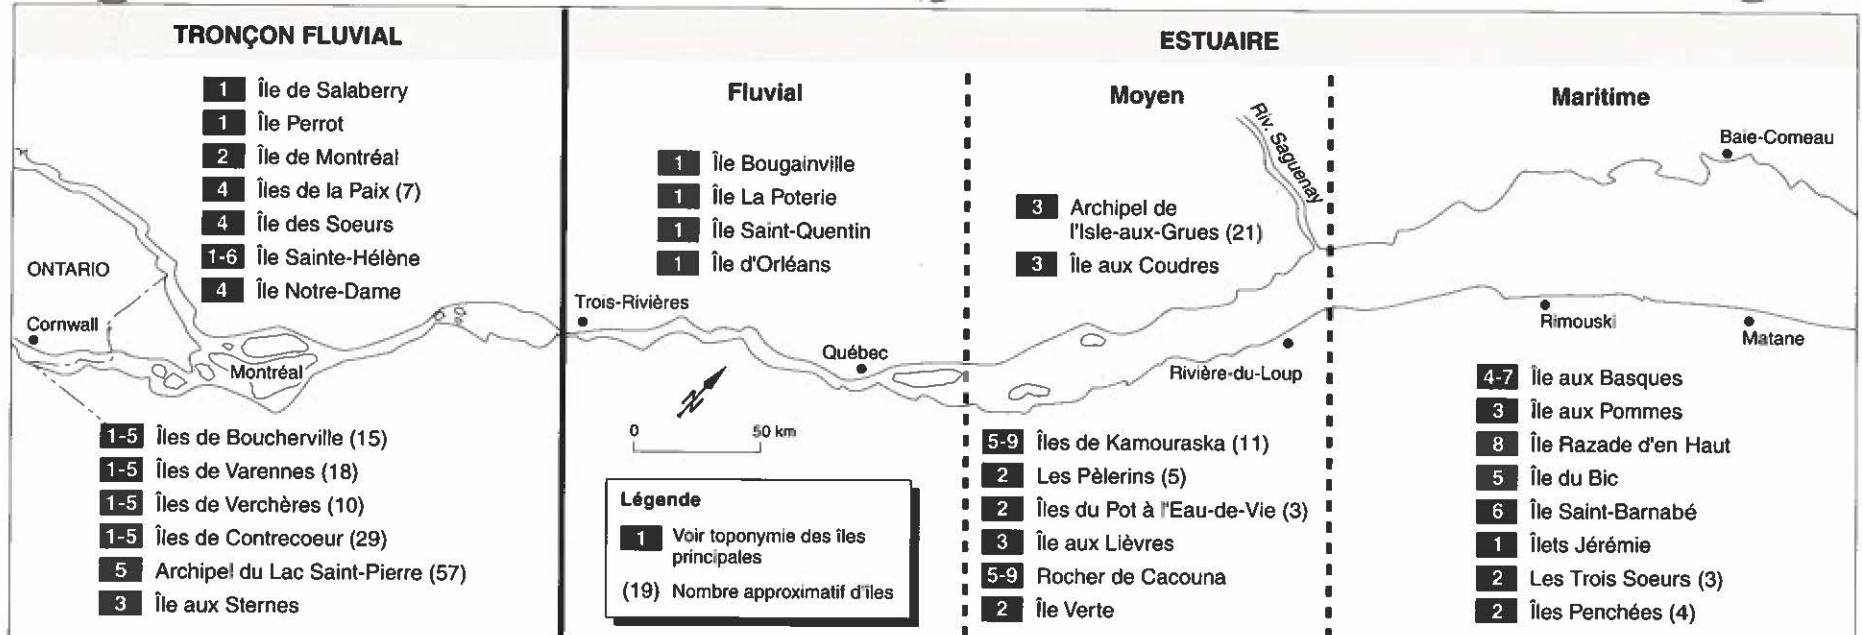 TRONÇON FLUVIAL
1 Île de Salaberry
1 Île Perrot
2 Île de Montréal
4 Îles de la Paix (7)
4 Île des Soeurs
1-6 Île Sainte-Hélène
4 Île Notre-Dame
ONTARIO
Cornwall
Montréal
1-5 Îles de Boucherville (15)
1-5 Îles de Varennes (18)
1-5 Îles de Verchères (10)
1-5 Îles de Contrecoeur (29)
5 Archipel du Lac Saint-Pierre (57)
3 Île aux Sternes
ESTUAIRE
Fluvial
1 Île Bougainville
1 Île La Poterie
1 Île Saint-Quentin
1 Île d'Orléans
Trois-Rivières
Québec
N
0 50 km
Légende
1 Voir toponymie des îles
principales
(19) Nombre approximatif d'îles
Moyen
Riv. Saguenay
3 Archipel de
l'Isle-aux-Grues (21)
3 Île aux Coudres
Rivière-du-Loup
5-9 Îles de Kamouraska (11)
2 Les Pèlerins (5)
2 Îles du Pot à l'Eau-de-Vie (3)
3 Île aux Lièvres
5-9 Rocher de Cacouna
2 Île Verte
Maritime
Baie-Comeau
Rimouski
Matane
4-7 Île aux Basques
3 Île aux Pommes
8 Île Razade d'en Haut
5 Île du Bic
6 Île Saint-Barnabé
1 Îlets Jérémie
2 Les Trois Soeurs (3)
2 Îles Penchées (4)